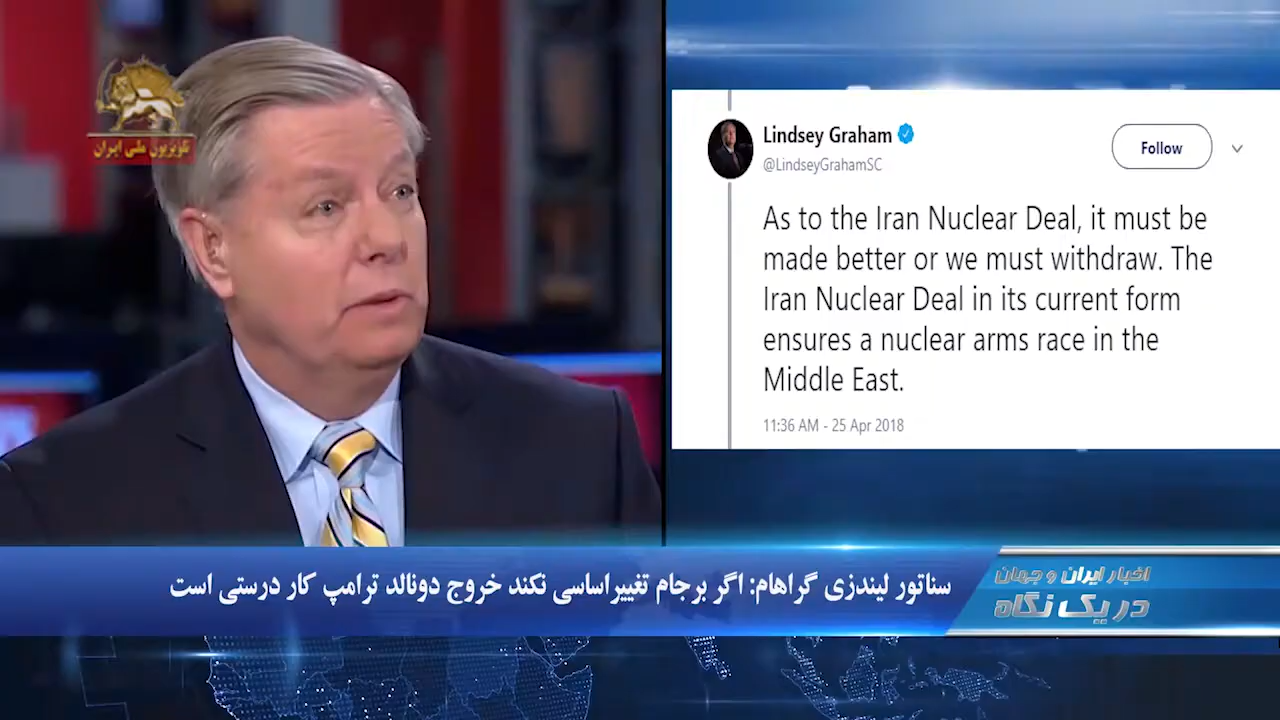 تلویزیون ملی ایران
Lindsey Graham
@LindseyGrahamSC
Follow
As to the Iran Nuclear Deal, it must be
made better or we must withdraw. The
Iran Nuclear Deal in its current form
ensures a nuclear arms race in the
Middle East.
11:36 AM - 25 Apr 2018
سناتور لیندزی گراهام: اگر برجام تغییراساسی نکند خروج دونالد ترامپ کار درستی است
اخبار ایران و جهان
در یک نگاه